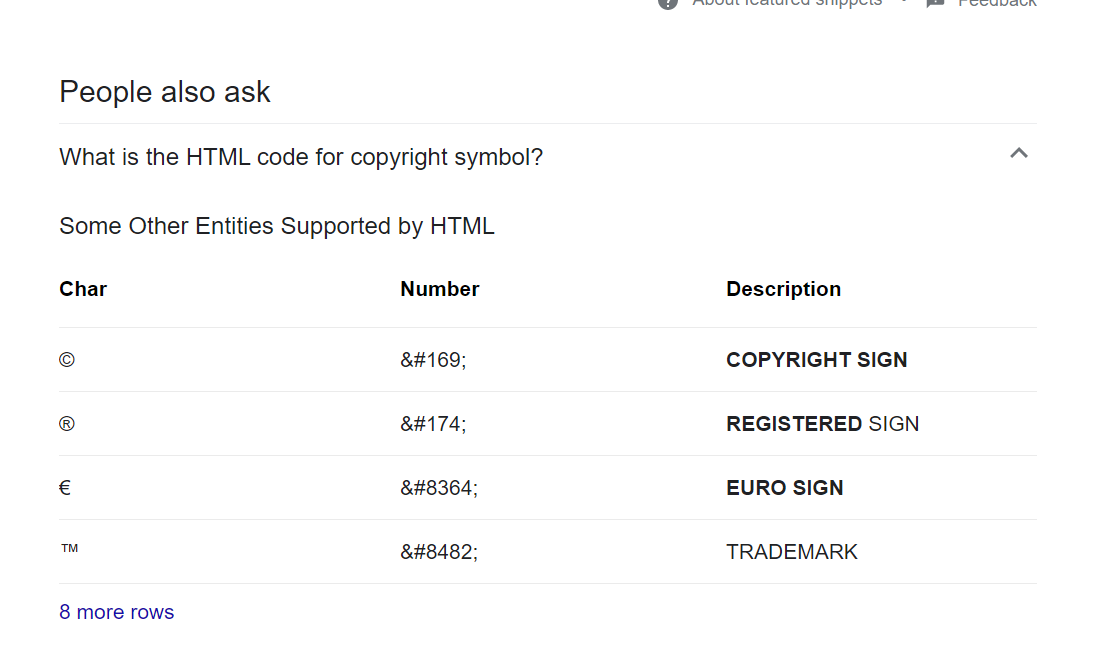 About featured snippets • Feedback
People also ask
What is the HTML code for copyright symbol?
Some Other Entities Supported by HTML
Char Number Description
© &#169; COPYRIGHT SIGN
® &#174; REGISTERED SIGN
€ &#8364; EURO SIGN
™ &#8482; TRADEMARK
8 more rows